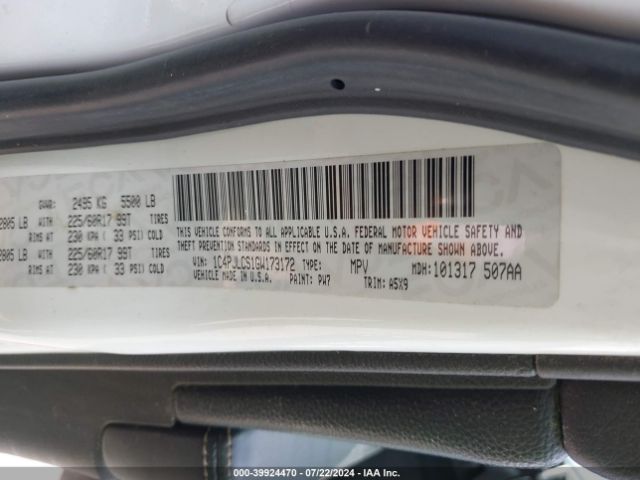 GVWR: 2495 KG 5500 LB
2805 LB WITH 225/60R17 99T TIRES
RIMS AT 230 KPA ( 33 PSI) COLD
2805 LB WITH 225/60R17 99T TIRES
RIMS AT 230 KPA ( 33 PSI) COLD
THIS VEHICLE CONFORMS TO ALL APPLICABLE U.S.A. FEDERAL MOTOR VEHICLE SAFETY AND
THEFT PREVENTION STANDARDS IN EFFECT ON THE DATE OF MANUFACTURE SHOWN ABOVE.
VIN: 1C4PJLCS1GW173172 TYPE: MPV MDH: 101317 507AA
VEHICLE MADE IN U.S.A. PAINT: PW7 TRIM: A5X9
000-39924470 - 07/22/2024 - IAA Inc.